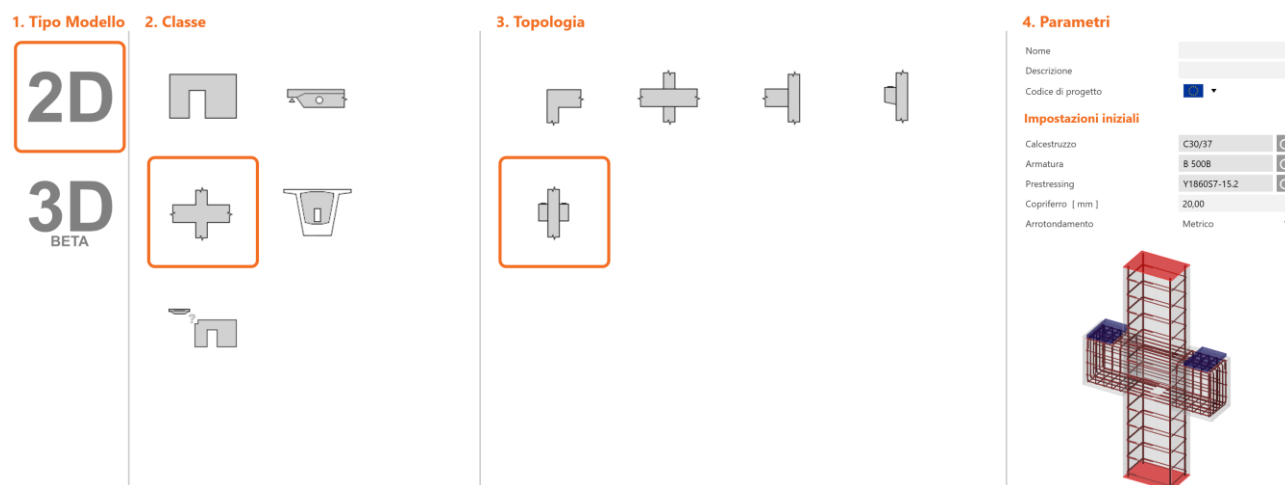 1. Tipo Modello
2D
3D
BETA
2. Classe
?
3. Topologia
4. Parametri
Nome
Descrizione
Codice di progetto
Impostazioni iniziali
Calcestruzzo C30/37
Armatura B 500B
Prestressing Y1860S7-15.2
Copriferro [ mm ] 20,00
Arrotondamento Metrico